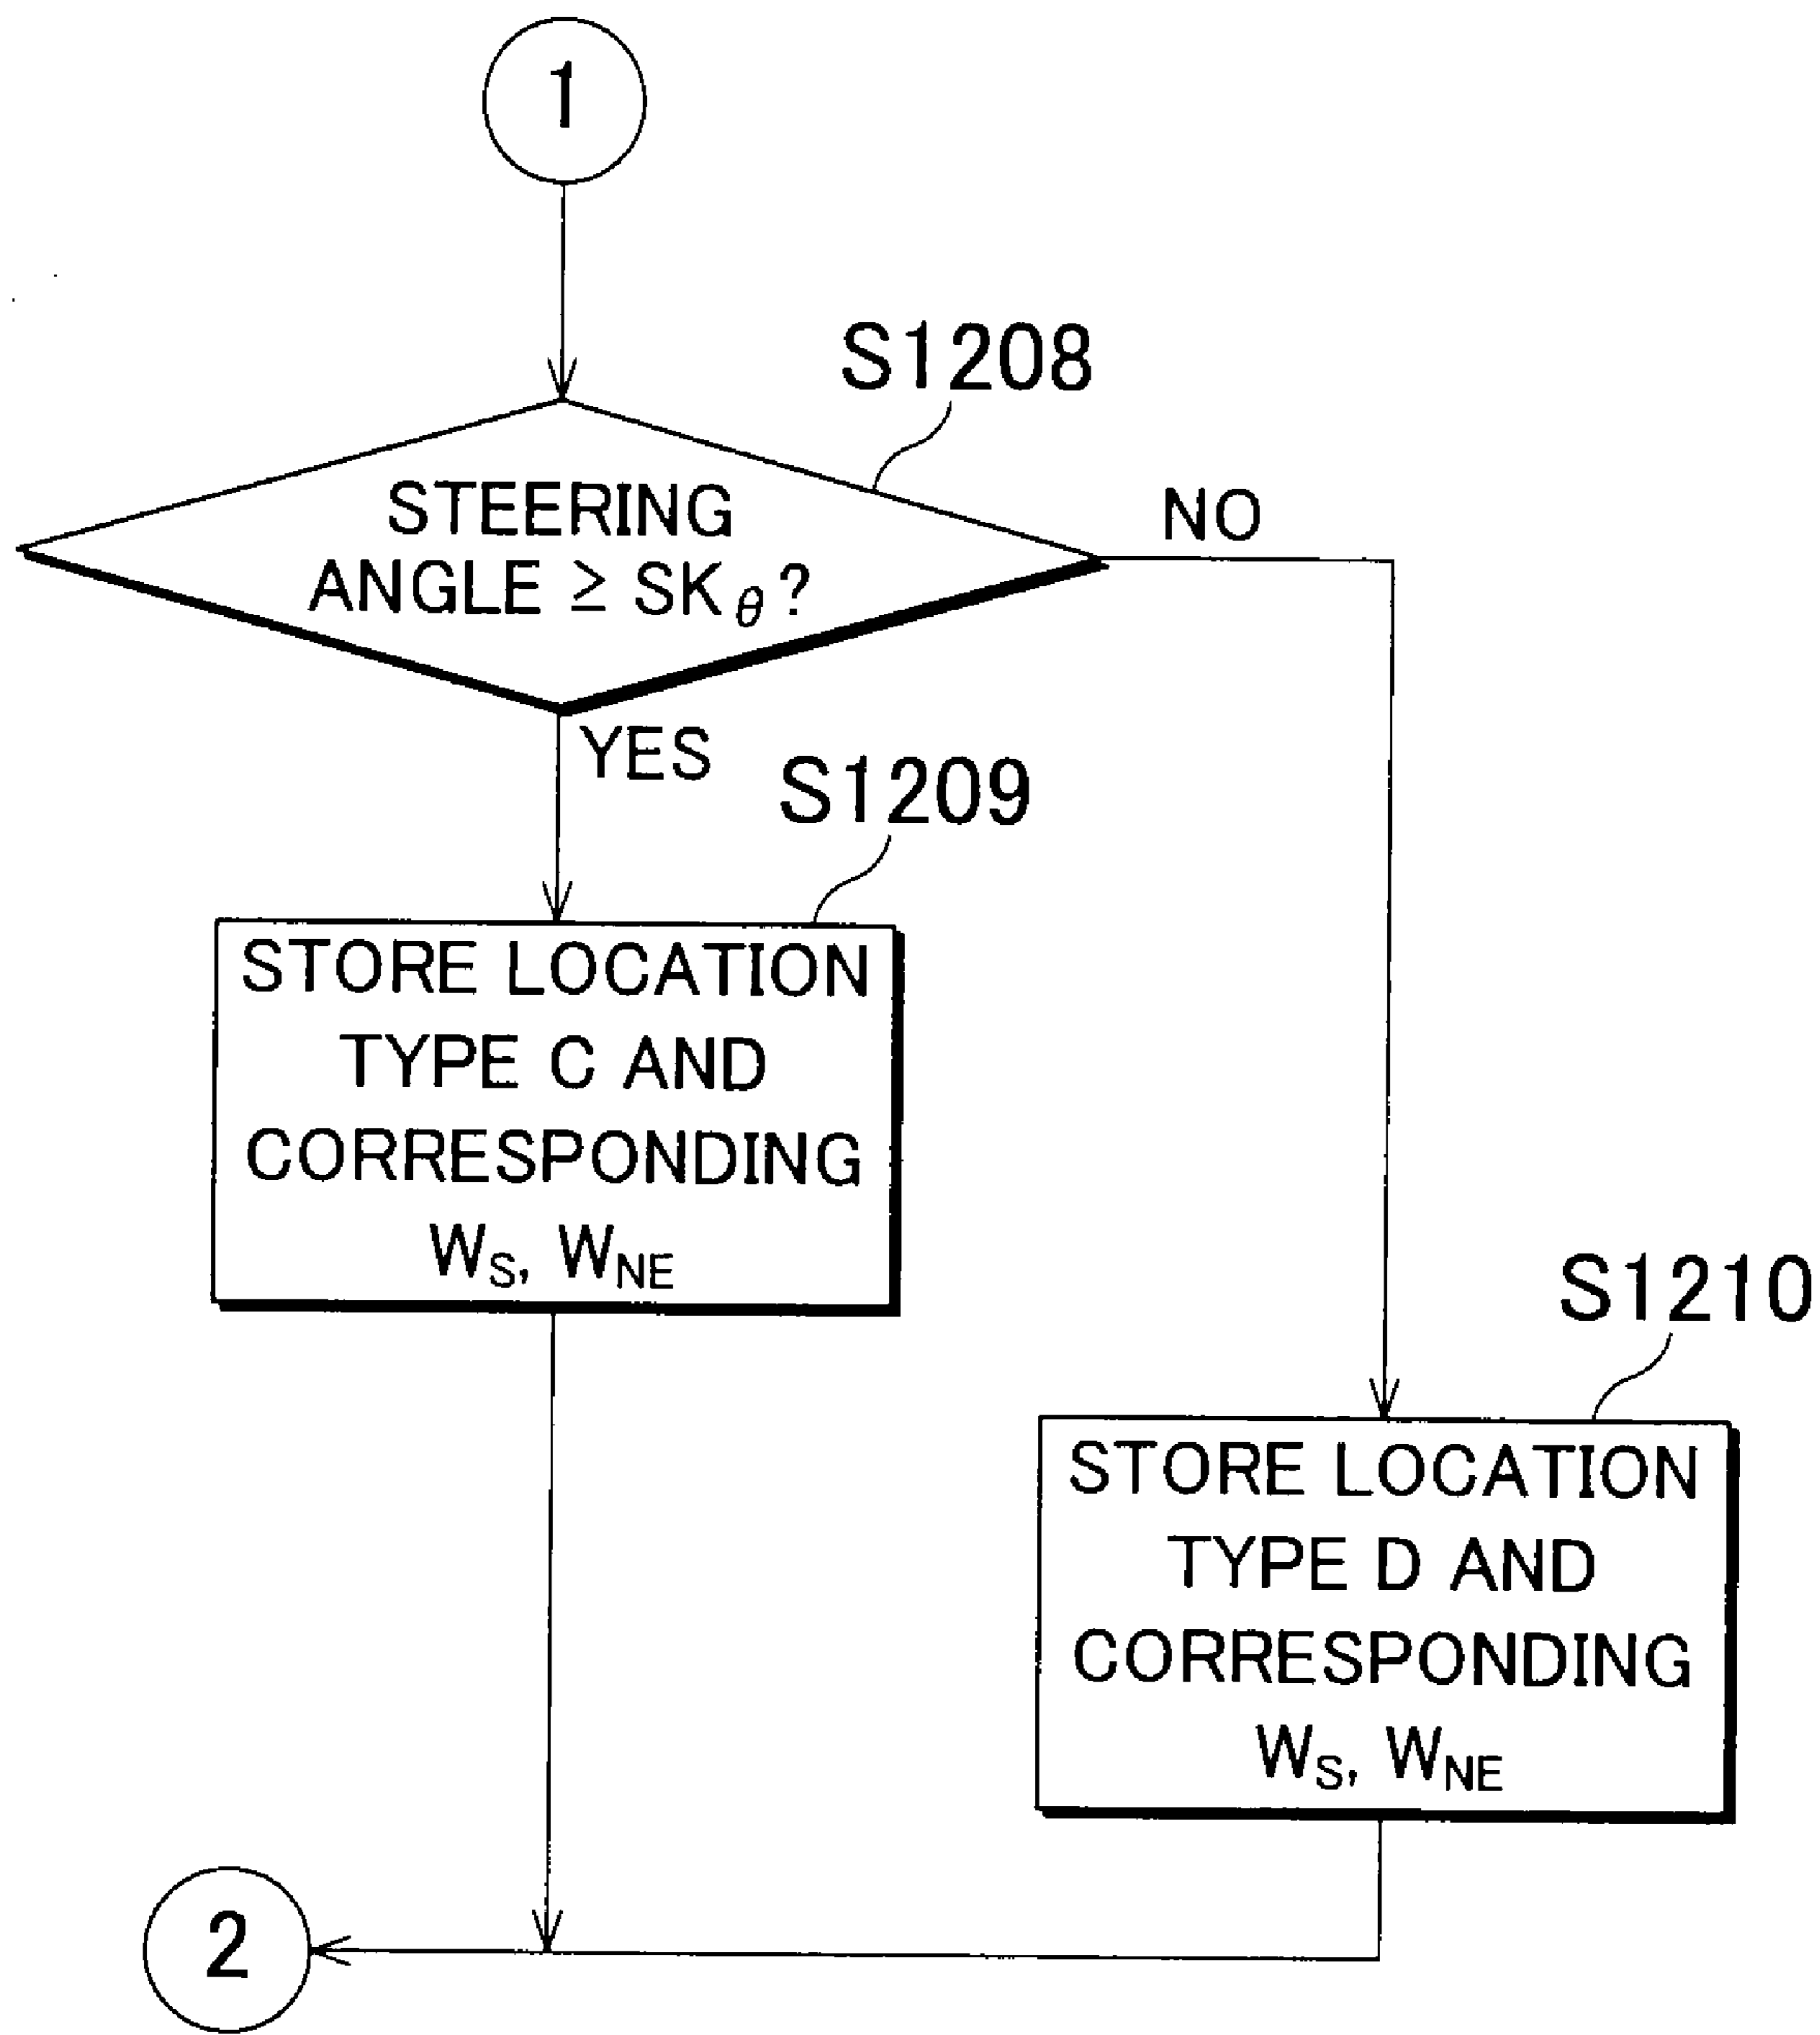 1
S1208
STEERING
ANGLE ≥ SKθ?
NO
YES
S1209
STORE LOCATION
TYPE C AND
CORRESPONDING
WS, WNE
S1210
STORE LOCATION
TYPE D AND
CORRESPONDING
WS, WNE
2